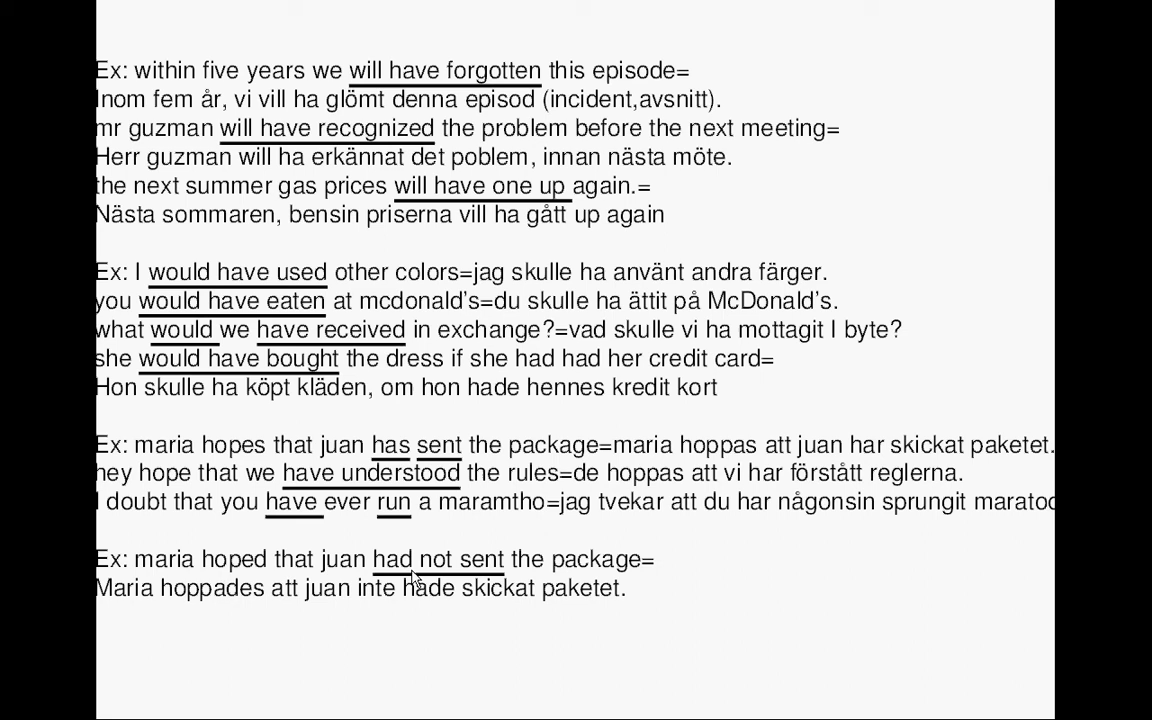 Ex: within five years we will have forgotten this episode=
Inom fem år, vi vill ha glömt denna episod (incident,avsnitt).
mr guzman will have recognized the problem before the next meeting=
Herr guzman will ha erkännat det poblem, innan nästa möte.
the next summer gas prices will have one up again.=
Nästa sommaren, bensin priserna vill ha gått up again
Ex: I would have used other colors=jag skulle ha använt andra färger.
you would have eaten at mcdonald's=du skulle ha ättit på McDonald's.
what would we have received in exchange?=vad skulle vi ha mottagit I byte?
she would have bought the dress if she had had her credit card=
Hon skulle ha köpt kläden, om hon hade hennes kredit kort
Ex: maria hopes that juan has sent the package=maria hoppas att juan har skickat paketet.
hey hope that we have understood the rules=de hoppas att vi har förstått reglerna.
I doubt that you have ever run a maramtho=jag tvekar att du har någonsin sprungit
Ex: maria hoped that juan had not sent the package=
Maria hoppades att juan inte hade skickat paketet.